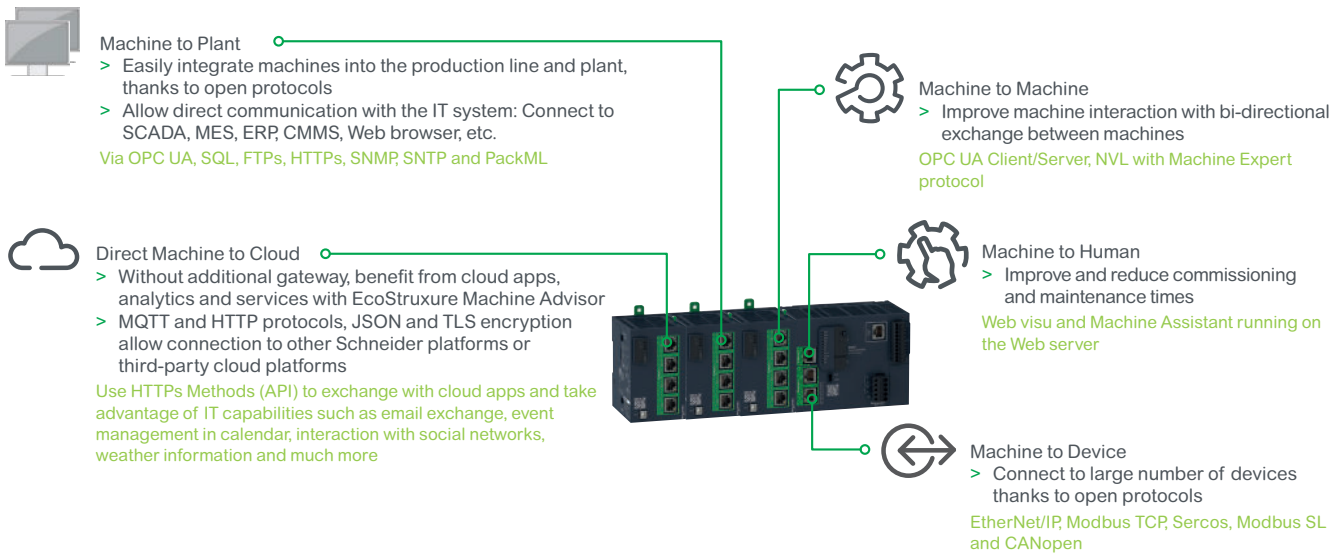 Machine to Plant
> Easily integrate machines into the production line and plant,
thanks to open protocols
> Allow direct communication with the IT system: Connect to
SCADA, MES, ERP, CMMS, Web browser, etc.
Via OPC UA, SQL, FTPs, HTTPs, SNMP, SNTP and PackML
Direct Machine to Cloud
> Without additional gateway, benefit from cloud apps,
analytics and services with EcoStruxure Machine Advisor
> MQTT and HTTP protocols, JSON and TLS encryption
allow connection to other Schneider platforms or
third-party cloud platforms
Use HTTPs Methods (API) to exchange with cloud apps and take
advantage of IT capabilities such as email exchange, event
management in calendar, interaction with social networks,
weather information and much more
Machine to Machine
> Improve machine interaction with bi-directional
exchange between machines
OPC UA Client/Server, NVL with Machine Expert
protocol
Machine to Human
> Improve and reduce commissioning
and maintenance times
Web visu and Machine Assistant running on
the Web server
Machine to Device
> Connect to large number of devices
thanks to open protocols
EtherNet/IP, Modbus TCP, Sercos, Modbus SL
and CANopen